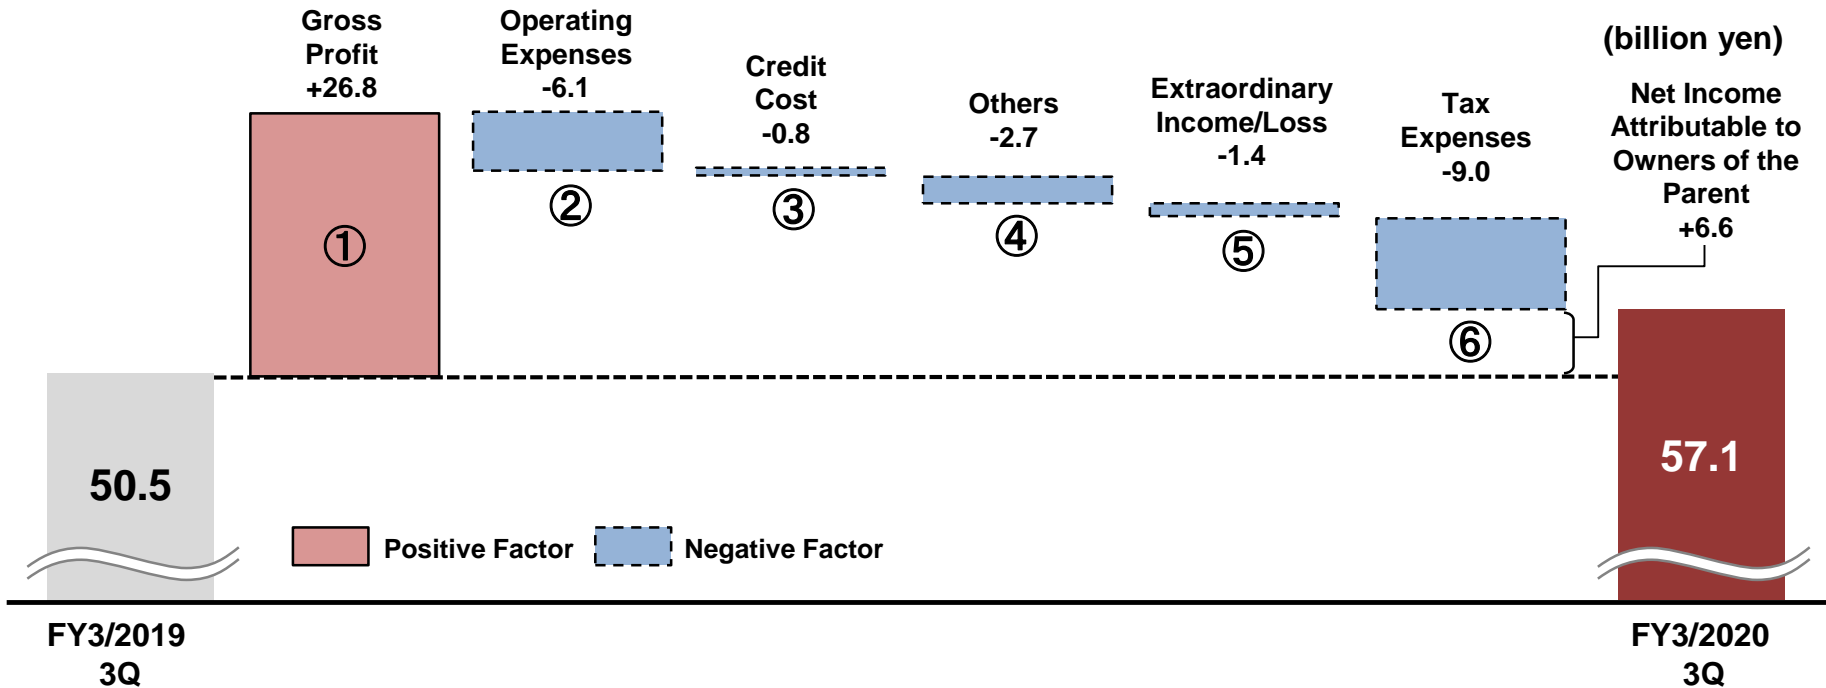 Gross
Profit
+26.8
Operating
Expenses
-6.1
Credit
Cost
-0.8
Others
-2.7
Extraordinary
Income/Loss
-1.4
Tax
Expenses
-9.0
(billion yen)
Net Income
Attributable to
Owners of the
Parent
+6.6
①
②
③
④
⑤
⑥
50.5
57.1
Positive Factor
Negative Factor
FY3/2019
3Q
FY3/2020
3Q